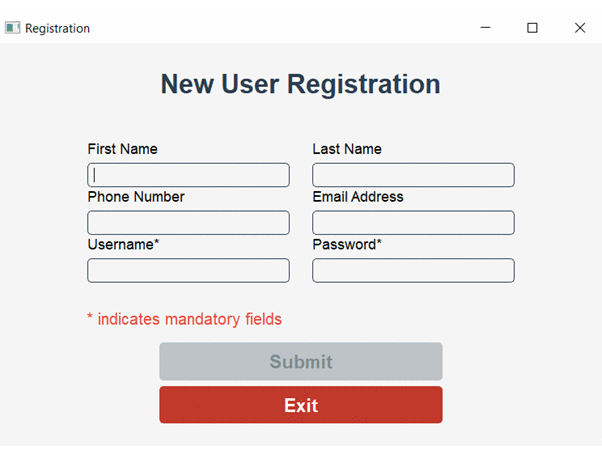 Registration
New User Registration
First Name
Last Name
Phone Number
Email Address
Username*
Password*
* indicates mandatory fields
Submit
Exit